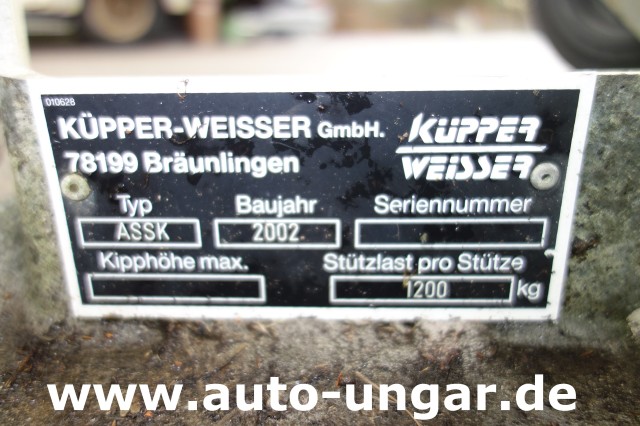 010628
KÜPPER-WEISSER GmbH.
78199 Bräunlingen
KÜPPER
WEISSER
Typ Baujahr Seriennummer
ASSK 2002
Kipphöhe max. Stützlast pro Stütze
1200 kg
www.auto-ungar.de